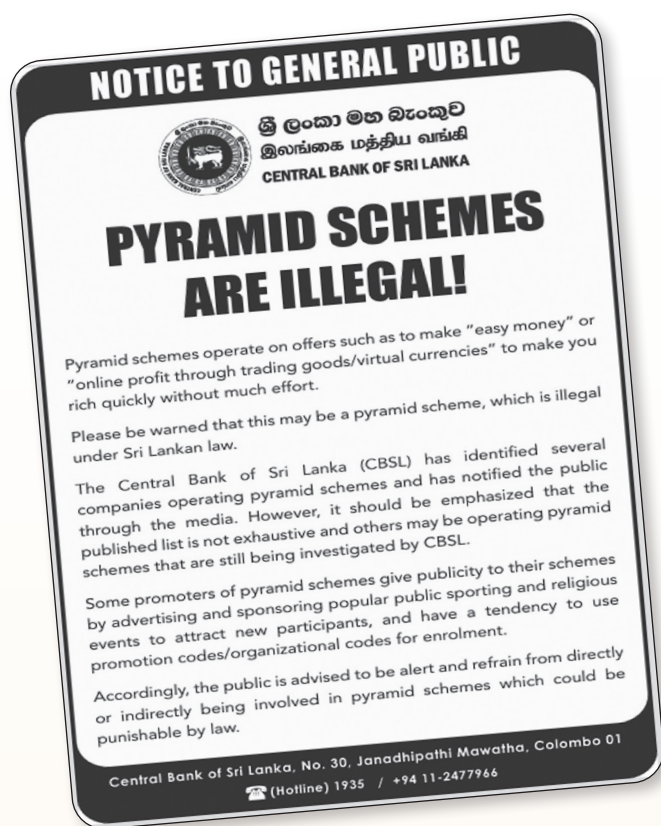 NOTICE TO GENERAL PUBLIC
ශ්‍රී ලංකා මහ බැංකුව
இலங்கை மத்திய வங்கி
CENTRAL BANK OF SRI LANKA
PYRAMID SCHEMES
ARE ILLEGAL!
Pyramid schemes operate on offers such as to make “easy money” or
“online profit through trading goods/virtual currencies” to make you
rich quickly without much effort.
Please be warned that this may be a pyramid scheme, which is illegal
under Sri Lankan law.
The Central Bank of Sri Lanka (CBSL) has identified several
companies operating pyramid schemes and has notified the public
through the media. However, it should be emphasized that the
published list is not exhaustive and others may be operating pyramid
schemes that are still being investigated by CBSL.
Some promoters of pyramid schemes give publicity to their schemes
by advertising and sponsoring popular public sporting and religious
events to attract new participants, and have a tendency to use
promotion codes/organizational codes for enrolment.
Accordingly, the public is advised to be alert and refrain from directly
or indirectly being involved in pyramid schemes which could be
punishable by law.
Central Bank of Sri Lanka, No. 30, Janadhipathi Mawatha, Colombo 01
(Hotline) 1935 / +94 11-2477966